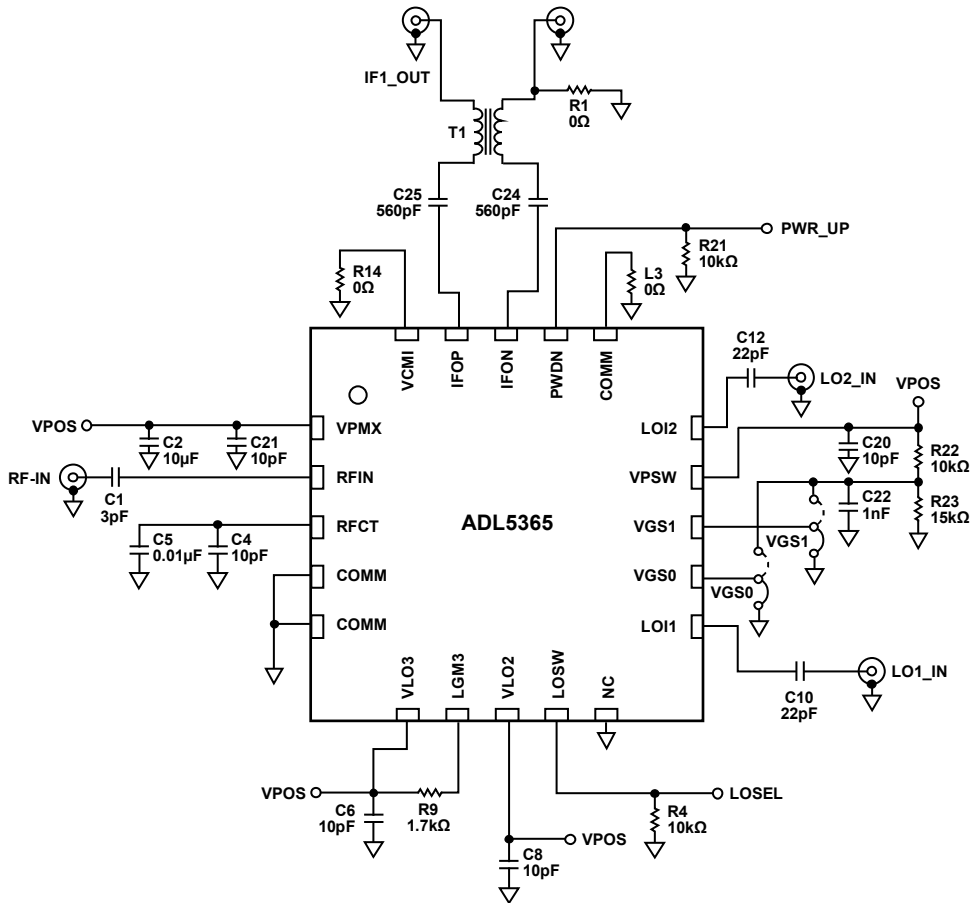 IF1_OUT
R1
0Ω
T1
C25
560pF
C24
560pF
PWR_UP
R21
10kΩ
R14
0Ω
L3
0Ω
C12
22pF
LO2_IN
VPOS
VCMI
IFOP
IFON
PWDN
COMM
VPOS
C2
10µF
C21
10pF
VPMX
LOI2
C20
10pF
R22
10kΩ
RF-IN
C1
3pF
RFIN
VPSW
C22
1nF
R23
15kΩ
ADL5365
C5
0.01µF
C4
10pF
RFCT
VGS1
VGS1
COMM
VGS0
VGS0
COMM
LOI1
LO1_IN
C10
22pF
VLO3
LGM3
VLO2
LOSW
NC
VPOS
C6
10pF
R9
1.7kΩ
LOSEL
R4
10kΩ
VPOS
C8
10pF